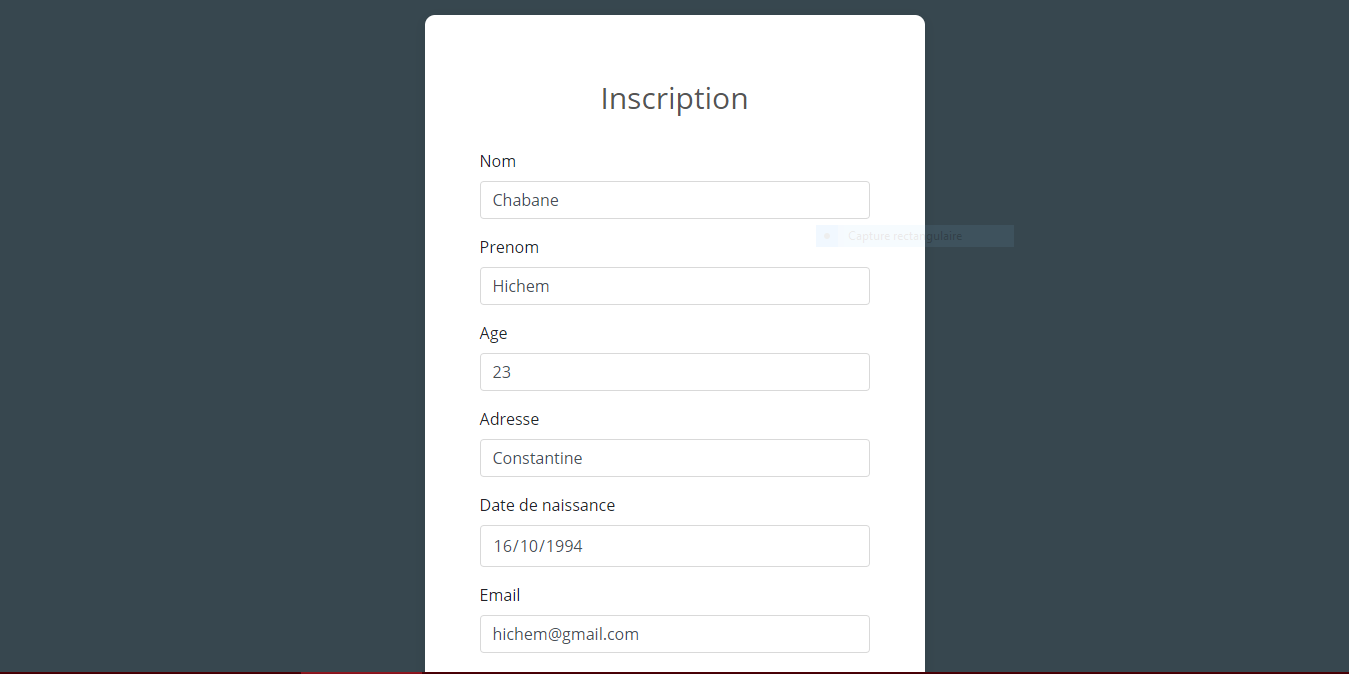 Inscription
Nom
Chabane
Capture rectangulaire
Prenom
Hichem
Age
23
Adresse
Constantine
Date de naissance
16/10/1994
Email
hichem@gmail.com